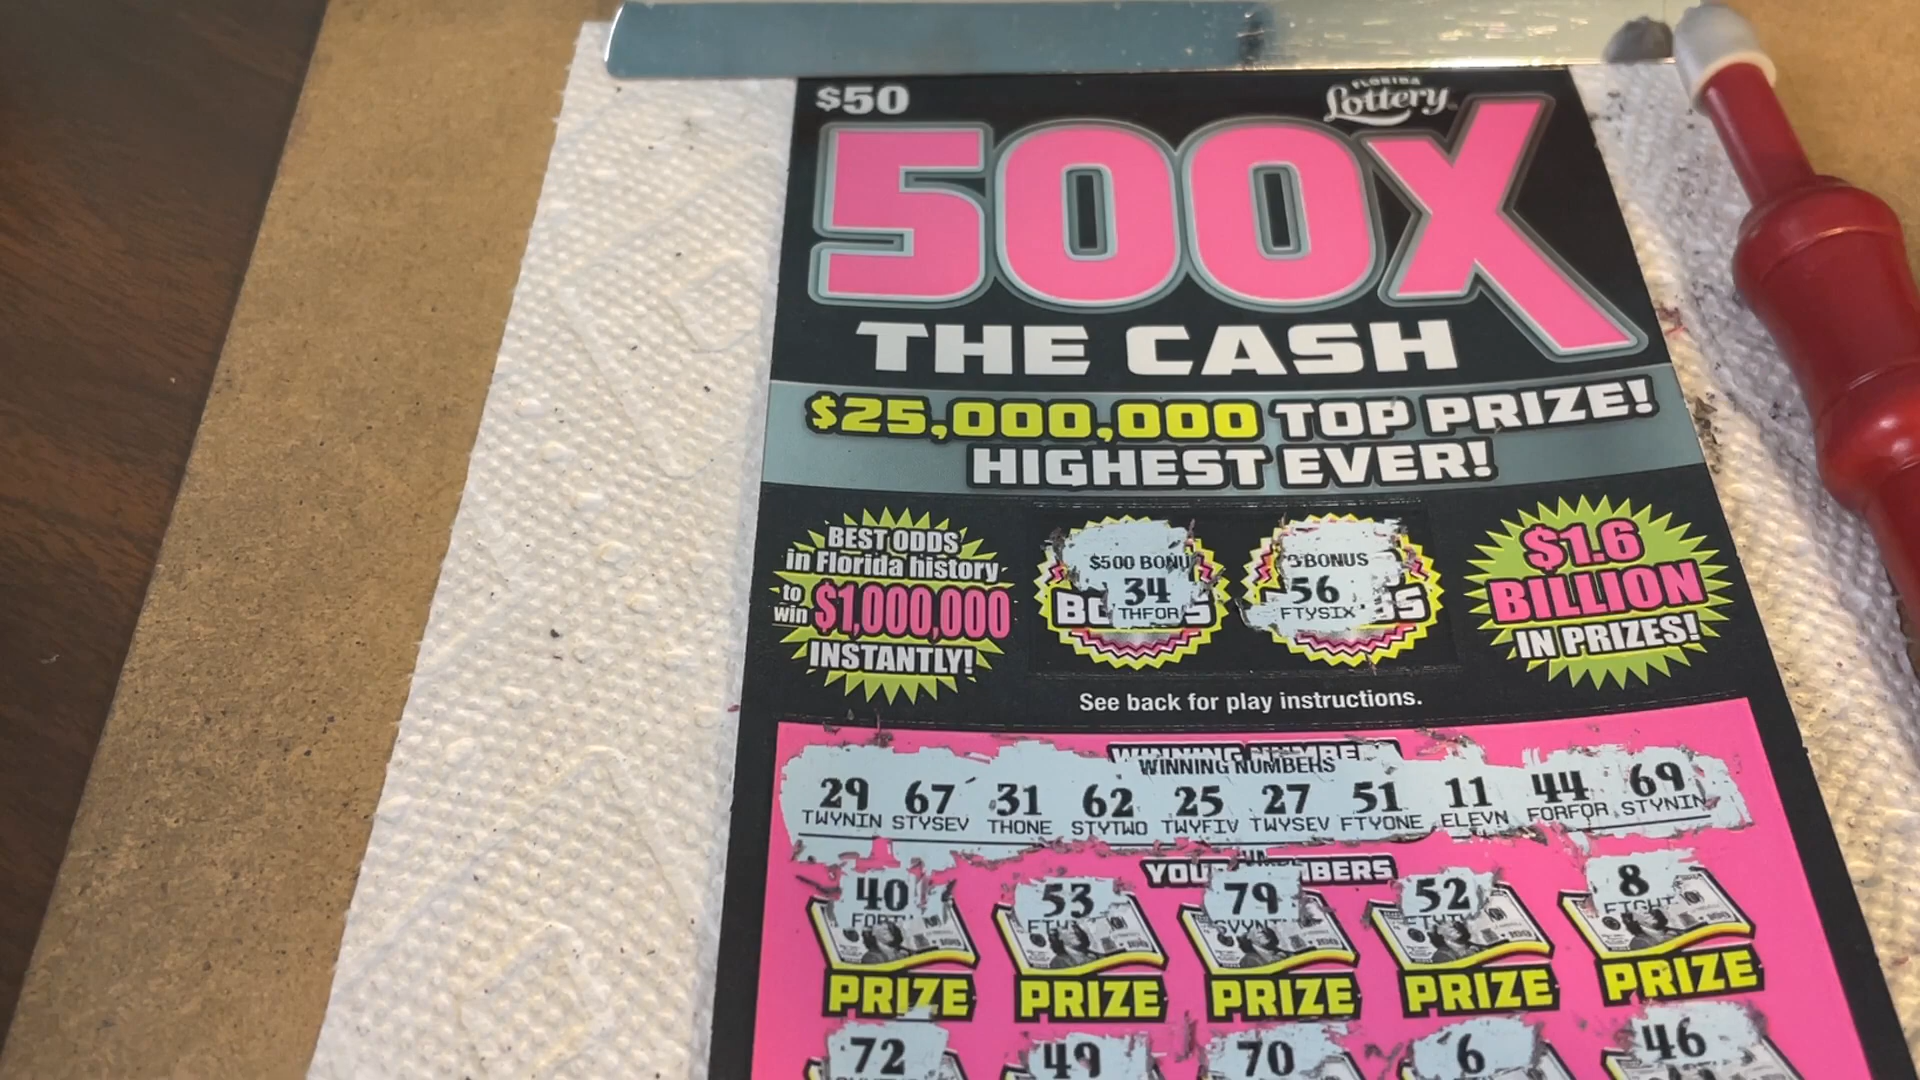 $50
FLORIDA
Lottery
500X
THE CASH
$25,000,000 TOP PRIZE!
HIGHEST EVER!
BEST ODDS
in Florida history
to win $1,000,000
INSTANTLY!
$500 BONU
34
THFOR
BONUS
56
FTYSIX
$1.6
BILLION
IN PRIZES!
See back for play instructions.
WINNING NUMBERS
29 67 31 62 25 27 51 11 44 69
TWYNIN STYSEV THONE STYTWO TWYFIV TWYSEV FTYONE ELEVN FORFOR STYNIN
40 53 79 52 8
PRIZE PRIZE PRIZE PRIZE PRIZE
72 49 70 6 46